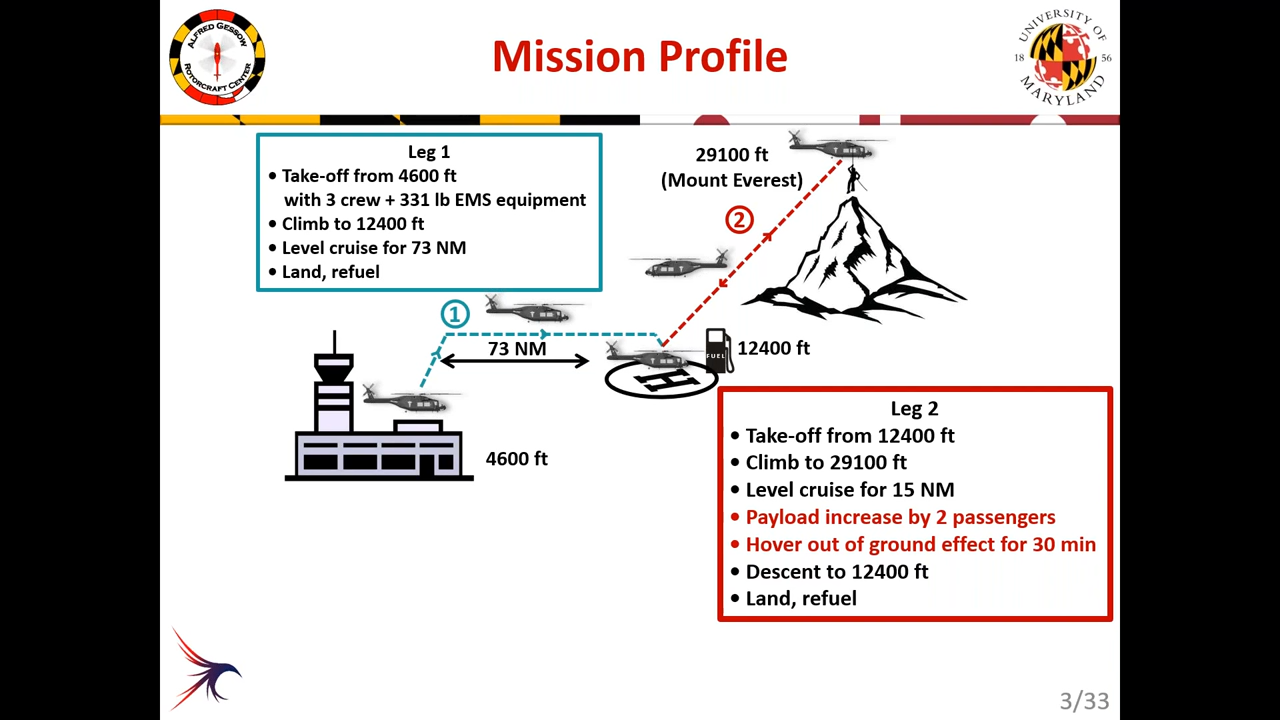 ALFRED GESSOW
ROTORCRAFT CENTER
Mission Profile
UNIVERSITY OF
18 56
MARYLAND
Leg 1
• Take-off from 4600 ft
with 3 crew + 331 lb EMS equipment
• Climb to 12400 ft
• Level cruise for 73 NM
• Land, refuel
29100 ft
(Mount Everest)
2
1
73 NM
FUEL
12400 ft
H
4600 ft
Leg 2
• Take-off from 12400 ft
• Climb to 29100 ft
• Level cruise for 15 NM
• Payload increase by 2 passengers
• Hover out of ground effect for 30 min
• Descent to 12400 ft
• Land, refuel
3/33